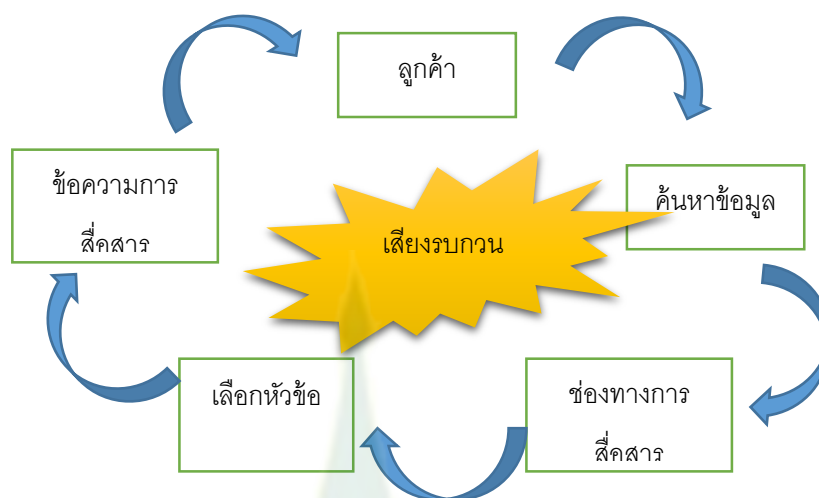 ลูกค้า
ค้นหาข้อมูล
ช่องทางการ
สื่อสาร
เลือกหัวข้อ
ข้อความการ
สื่อสาร
เสียงรบกวน